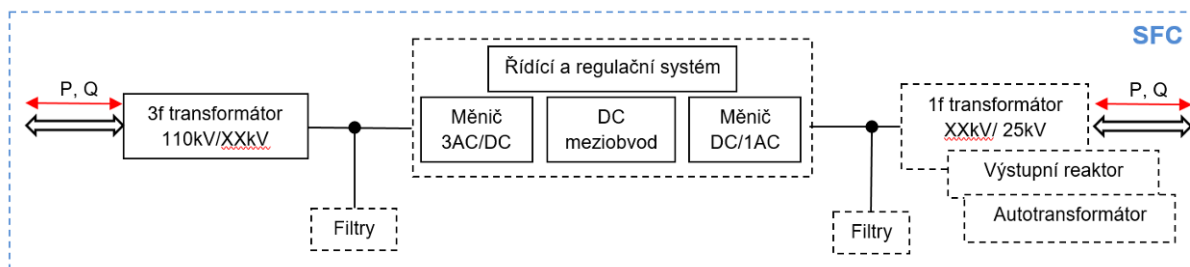 SFC
P, Q
3f transformátor
110kV/XXkV
Řídící a regulační systém
Měnič
3AC/DC
DC
meziobvod
Měnič
DC/1AC
1f transformátor
XXkV/ 25kV
P, Q
Výstupní reaktor
Autotransformátor
Filtry
Filtry